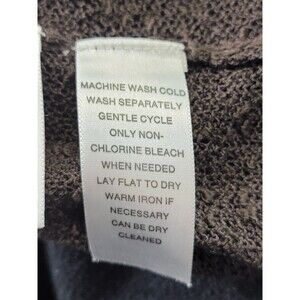 MACHINE WASH COLD
WASH SEPARATELY
GENTLE CYCLE
ONLY NON-
CHLORINE BLEACH
WHEN NEEDED
LAY FLAT TO DRY
WARM IRON IF
NECESSARY
CAN BE DRY
CLEANED